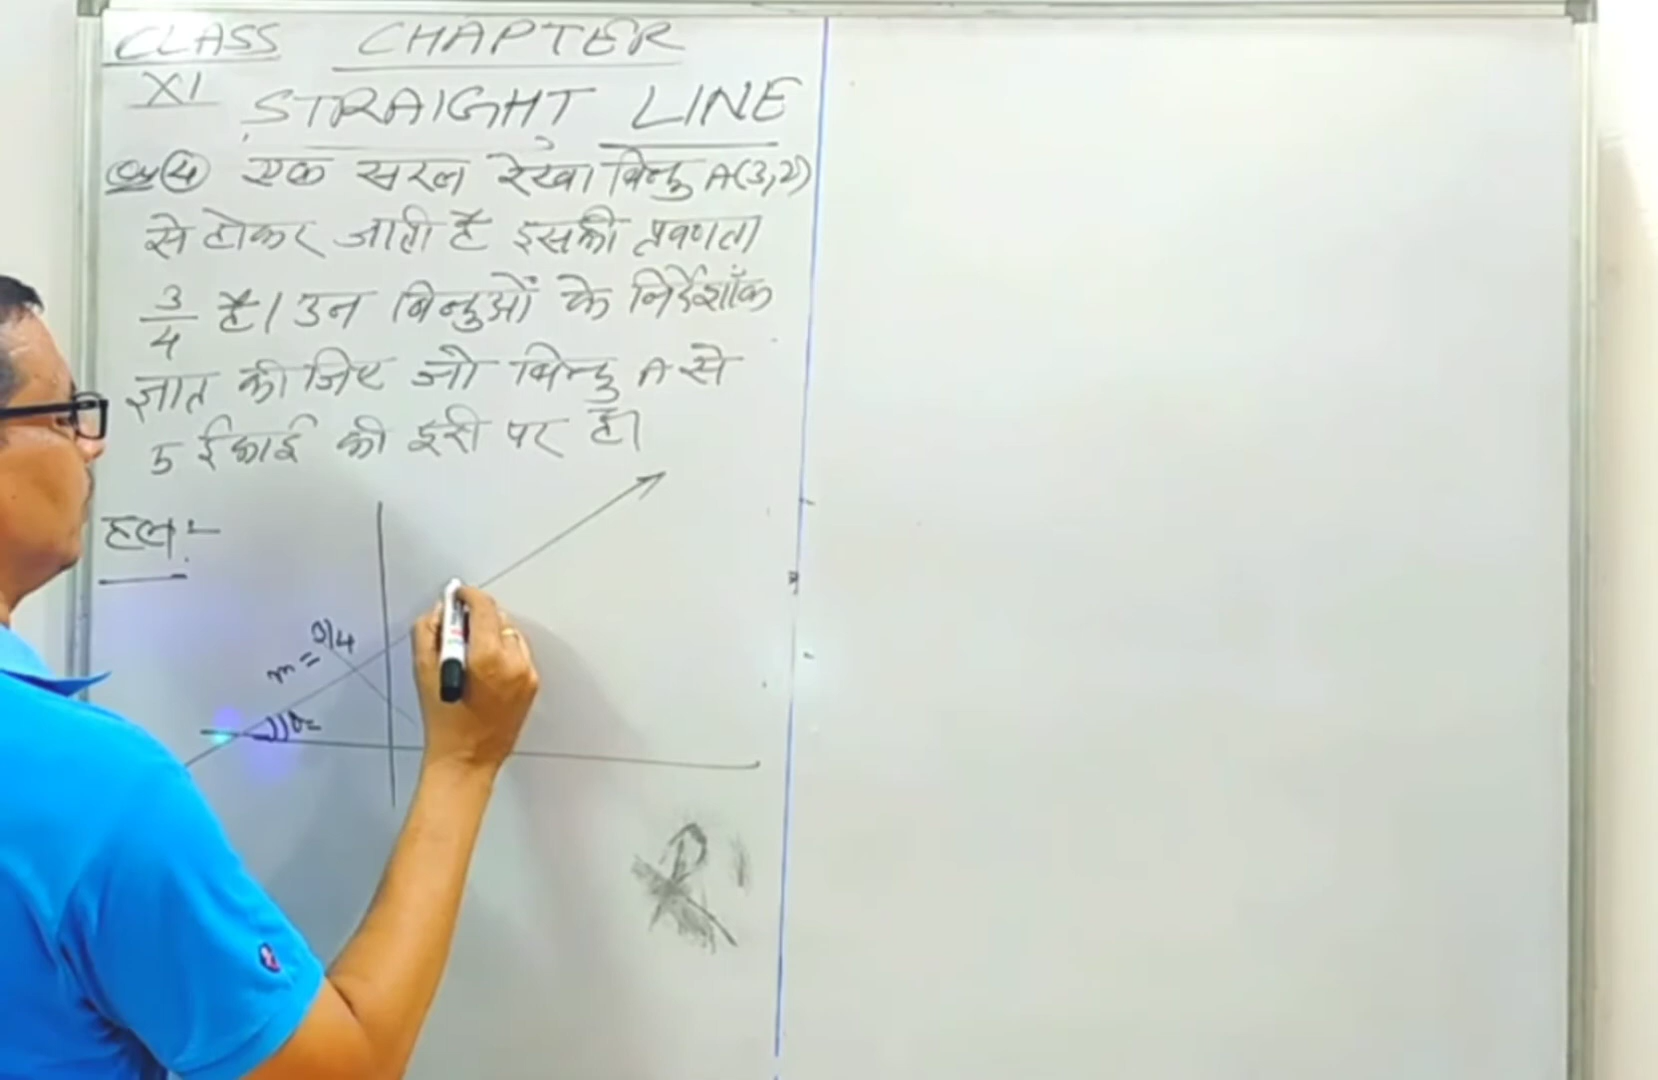 CLASS CHAPTER
XI STRAIGHT LINE
Q4 एक सरल रेखा बिन्दु A(3,2)
से होकर जाती है इसकी प्रवणता
3/4 है। उन बिन्दुओं के निर्देशाँक
ज्ञात कीजिए जो बिन्दु A से
5 ईकाई की दूरी पर है।
हल:-
m = 3/4
θ=